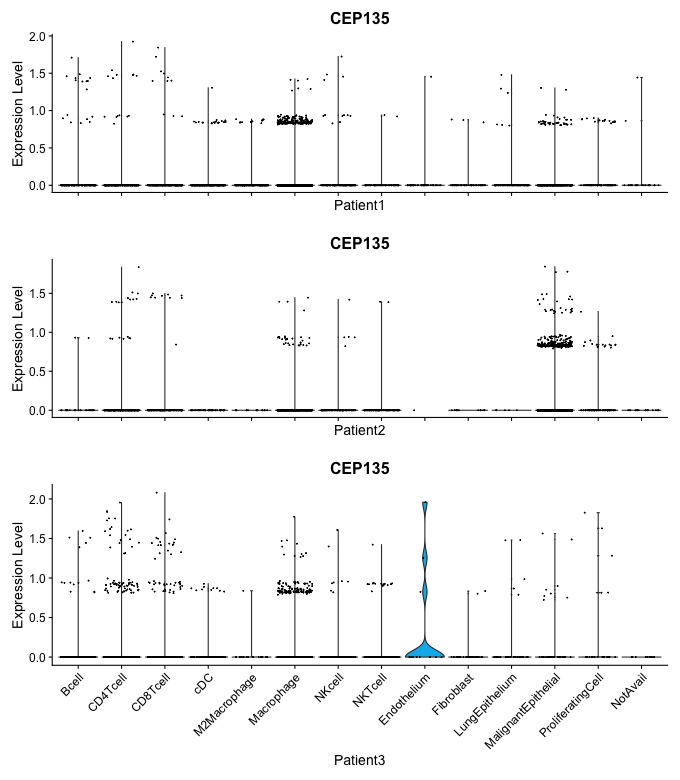 CEP135
Expression Level
2.0
1.5
1.0
0.5
0.0
Patient1
CEP135
Expression Level
1.5
1.0
0.5
0.0
Patient2
CEP135
Expression Level
2.0
1.5
1.0
0.5
0.0
Bcell
CD4Tcell
CD8Tcell
cDC
M2Macrophage
Macrophage
NKcell
NKTcell
Endothelium
Fibroblast
LungEpithelium
MalignantEpithelial
ProliferatingCell
NotAvail
Patient3